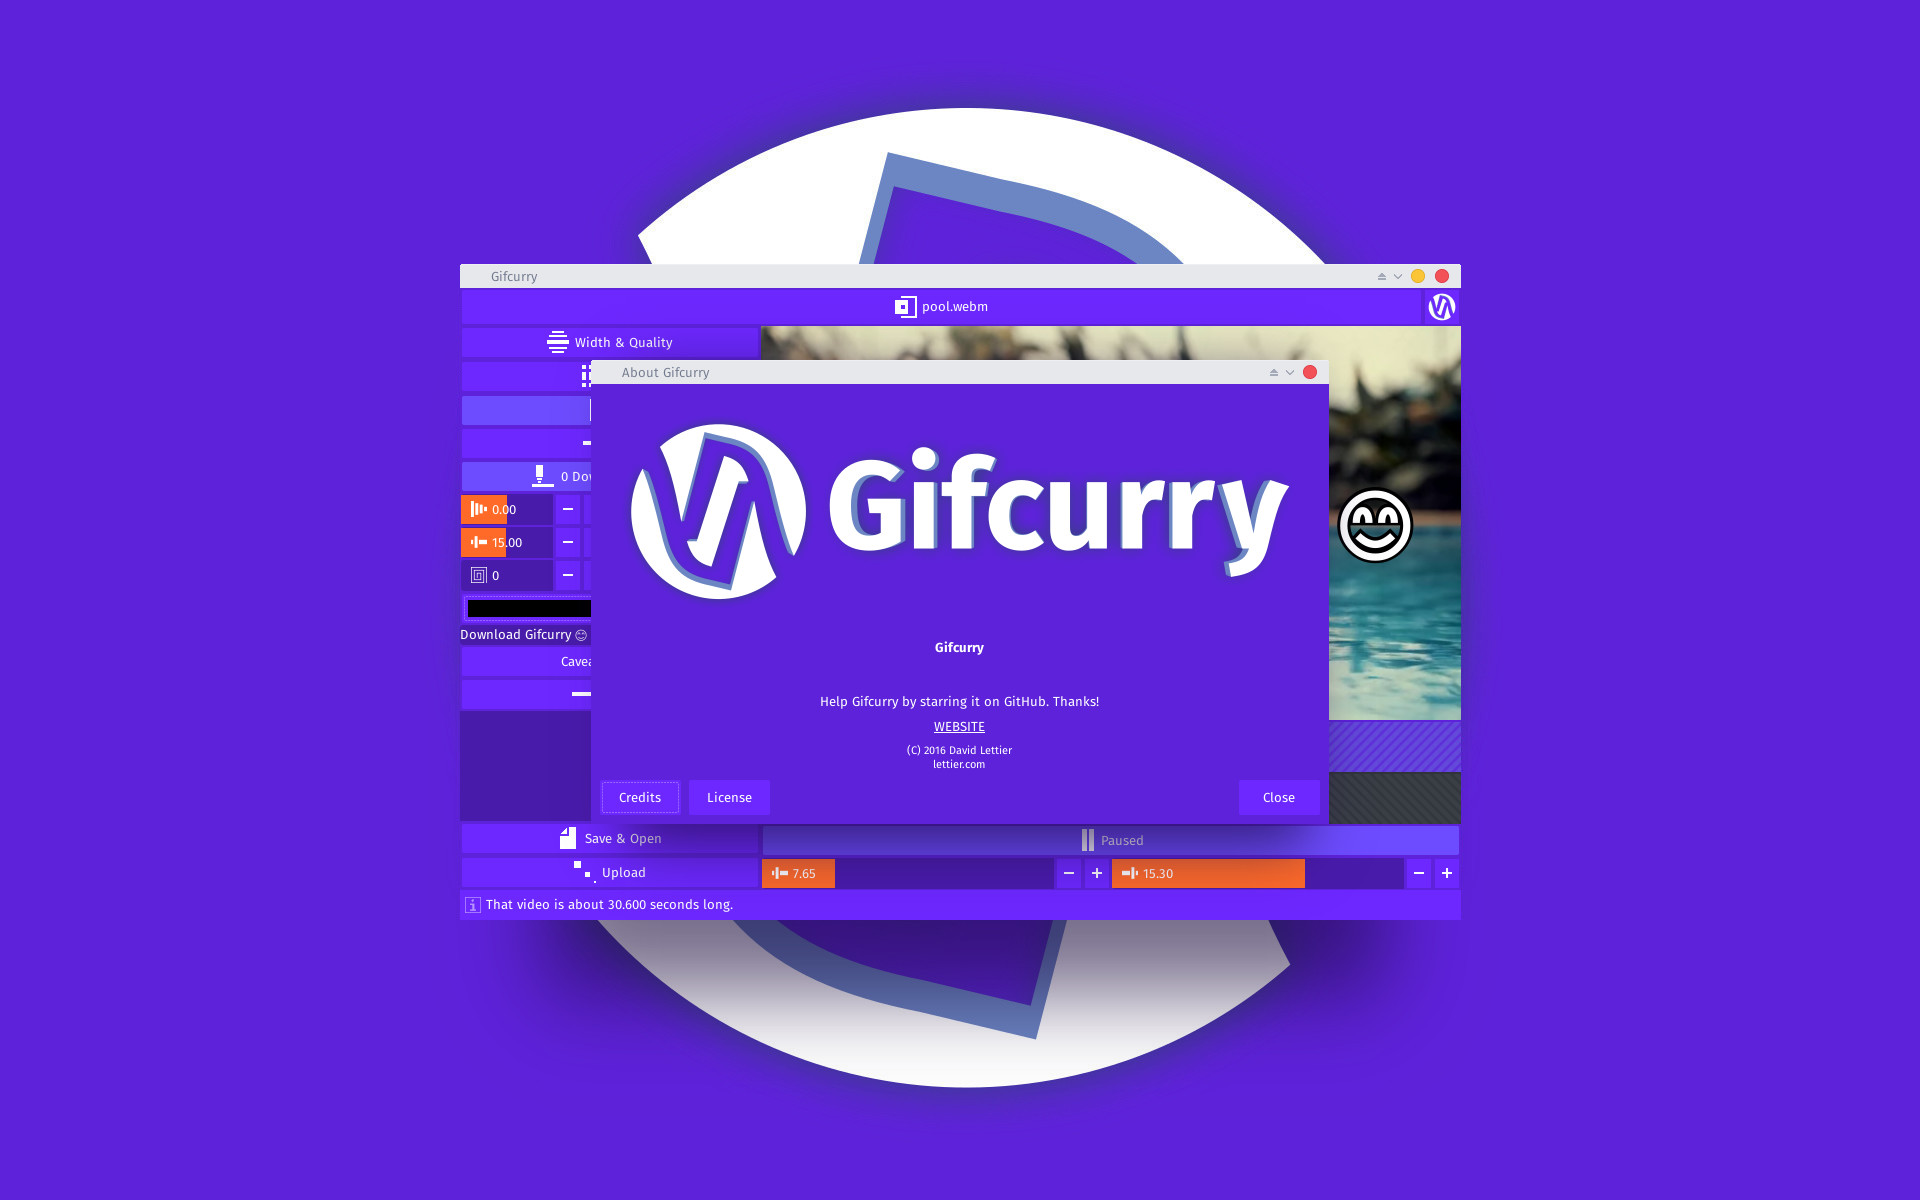 Gifcurry
pool.webm
Width & Quality
About Gifcurry
Gifcurry
0 Dow
0.00
15.00
0
Download Gifcurry 😊
Gifcurry
Help Gifcurry by starring it on GitHub. Thanks!
WEBSITE
(C) 2016 David Lettier
lettier.com
Credits
License
Close
Save & Open
Paused
Upload
7.65
15.30
That video is about 30.600 seconds long.